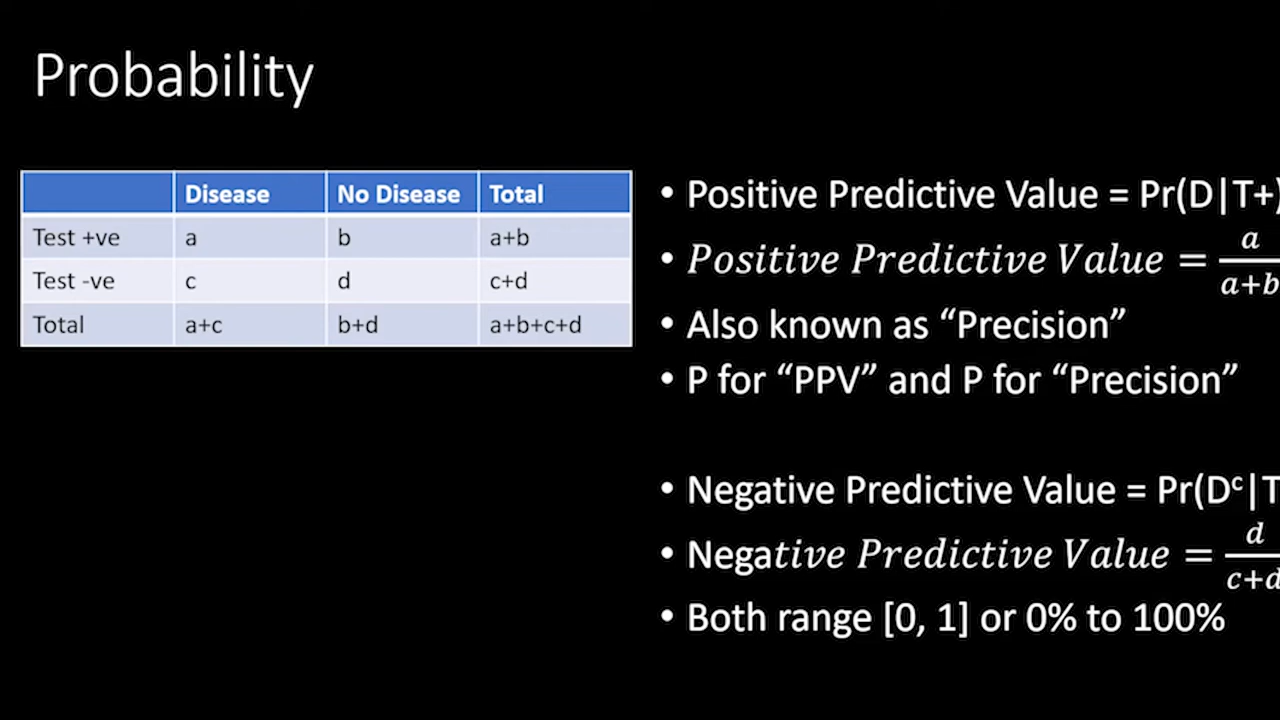 Probability
Disease No Disease Total
Test +ve a b a+b
Test -ve c d c+d
Total a+c b+d a+b+c+d
• Positive Predictive Value = Pr(D|T+)
• Positive Predictive Value = a/(a+b
• Also known as “Precision”
• P for “PPV” and P for “Precision”
• Negative Predictive Value = Pr(Dᶜ|T
• Negative Predictive Value = d/(c+d
• Both range [0, 1] or 0% to 100%